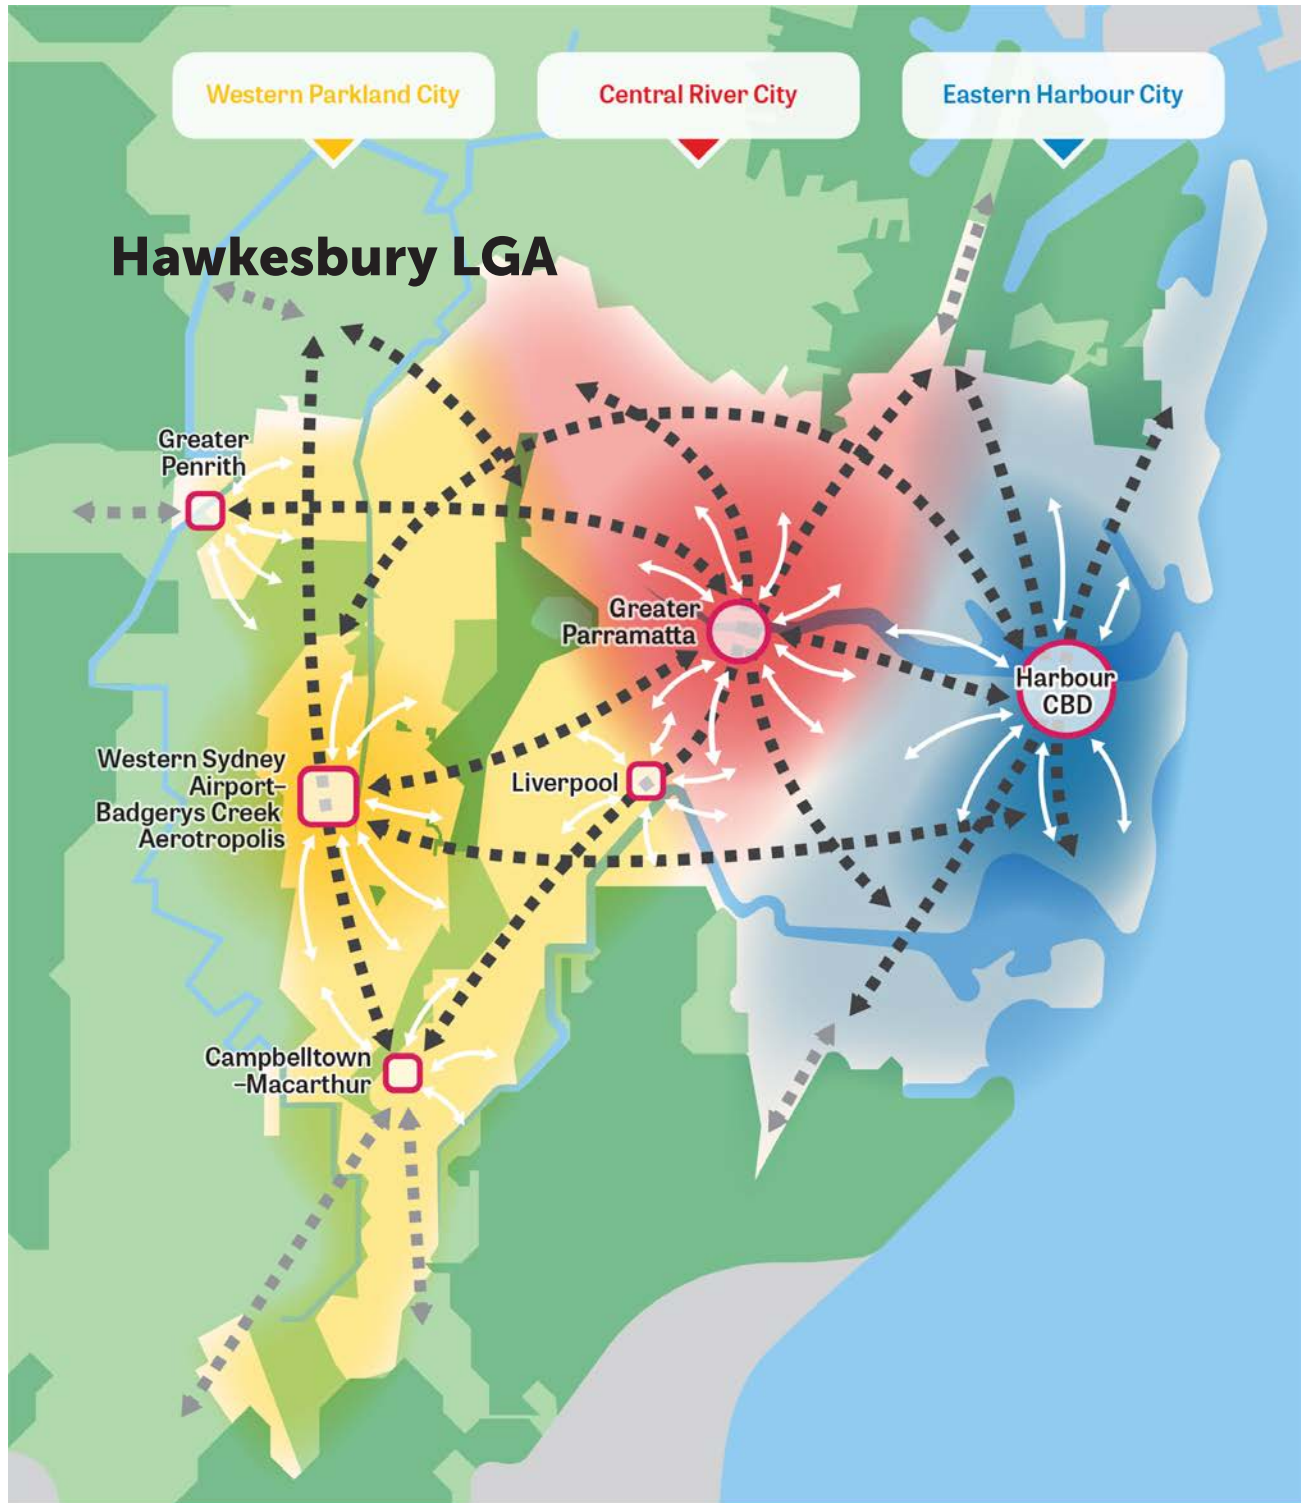 Western Parkland City
Central River City
Eastern Harbour City
Hawkesbury LGA
Greater
Penrith
Greater
Parramatta
Harbour
CBD
Western Sydney
Airport–
Badgerys Creek
Aerotropolis
Liverpool
Campbelltown
–Macarthur